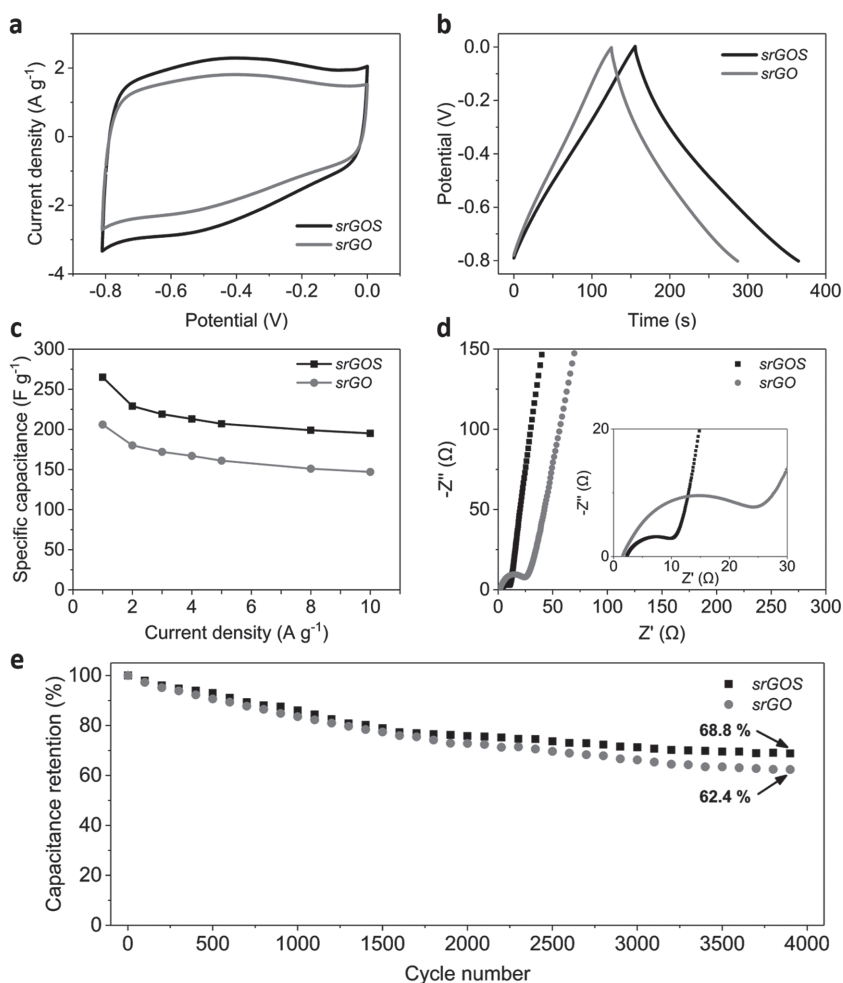 a
Current density (A g⁻¹)
2
0
-2
-4
-0.8
-0.6
-0.4
-0.2
0.0
Potential (V)
srGOS
srGO
b
Potential (V)
0.0
-0.2
-0.4
-0.6
-0.8
0
100
200
300
400
Time (s)
srGOS
srGO
c
Specific capacitance (F g⁻¹)
300
250
200
150
100
50
0
0
2
4
6
8
10
Current density (A g⁻¹)
srGOS
srGO
d
-Z'' (Ω)
150
125
100
75
50
25
0
0
50
100
150
200
250
300
Z' (Ω)
srGOS
srGO
-Z'' (Ω)
20
0
0
10
20
30
Z' (Ω)
e
Capacitance retention (%)
100
80
60
40
20
0
0
500
1000
1500
2000
2500
3000
3500
4000
Cycle number
srGOS
srGO
68.8 %
62.4 %